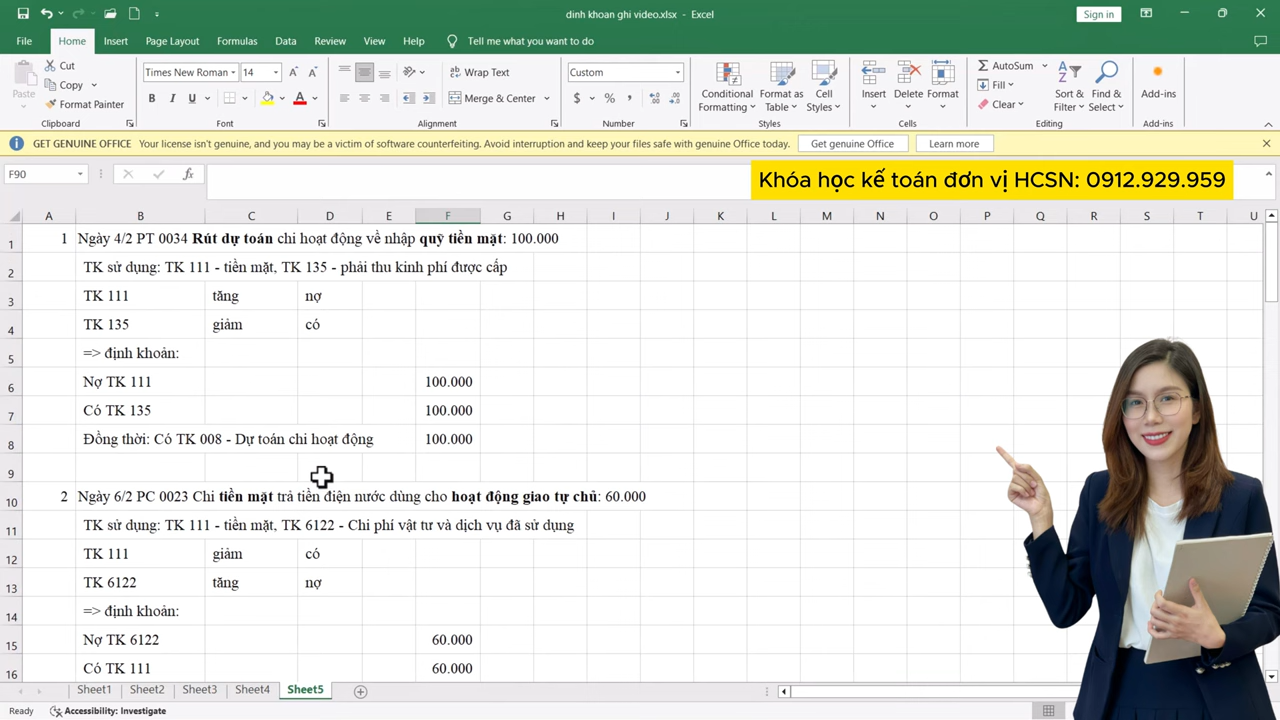 dinh khoan ghi video.xlsx - Excel
Sign in
File Home Insert Page Layout Formulas Data Review View Help Tell me what you want to do
Paste
Cut
Copy
Format Painter
Clipboard
Times New Roman 14
B I U
Font
Wrap Text
Merge & Center
Alignment
Custom
$ % ,
Number
Conditional Formatting
Format as Table
Cell Styles
Styles
Insert
Delete
Format
Cells
AutoSum
Fill
Clear
Sort & Filter
Find & Select
Editing
Add-ins
Add-ins
GET GENUINE OFFICE Your license isn't genuine, and you may be a victim of software counterfeiting. Avoid interruption and keep your files safe with genuine Office today. Get genuine Office Learn more
F90 fx
Khóa học kế toán đơn vị HCSN: 0912.929.959
A B C D E F G H I J K L M N O P Q R S T U
1 1 Ngày 4/2 PT 0034 Rút dự toán chi hoạt động về nhập quỹ tiền mặt: 100.000
2 TK sử dụng: TK 111 - tiền mặt, TK 135 - phải thu kinh phí được cấp
3 TK 111 tăng nợ
4 TK 135 giảm có
5 => định khoản:
6 Nợ TK 111 100.000
7 Có TK 135 100.000
8 Đồng thời: Có TK 008 - Dự toán chi hoạt động 100.000
9
10 2 Ngày 6/2 PC 0023 Chi tiền mặt trả tiền điện nước dùng cho hoạt động giao tự chủ: 60.000
11 TK sử dụng: TK 111 - tiền mặt, TK 6122 - Chi phí vật tư và dịch vụ đã sử dụng
12 TK 111 giảm có
13 TK 6122 tăng nợ
14 => định khoản:
15 Nợ TK 6122 60.000
16 Có TK 111 60.000
Sheet1 Sheet2 Sheet3 Sheet4 Sheet5
Ready Accessibility: Investigate